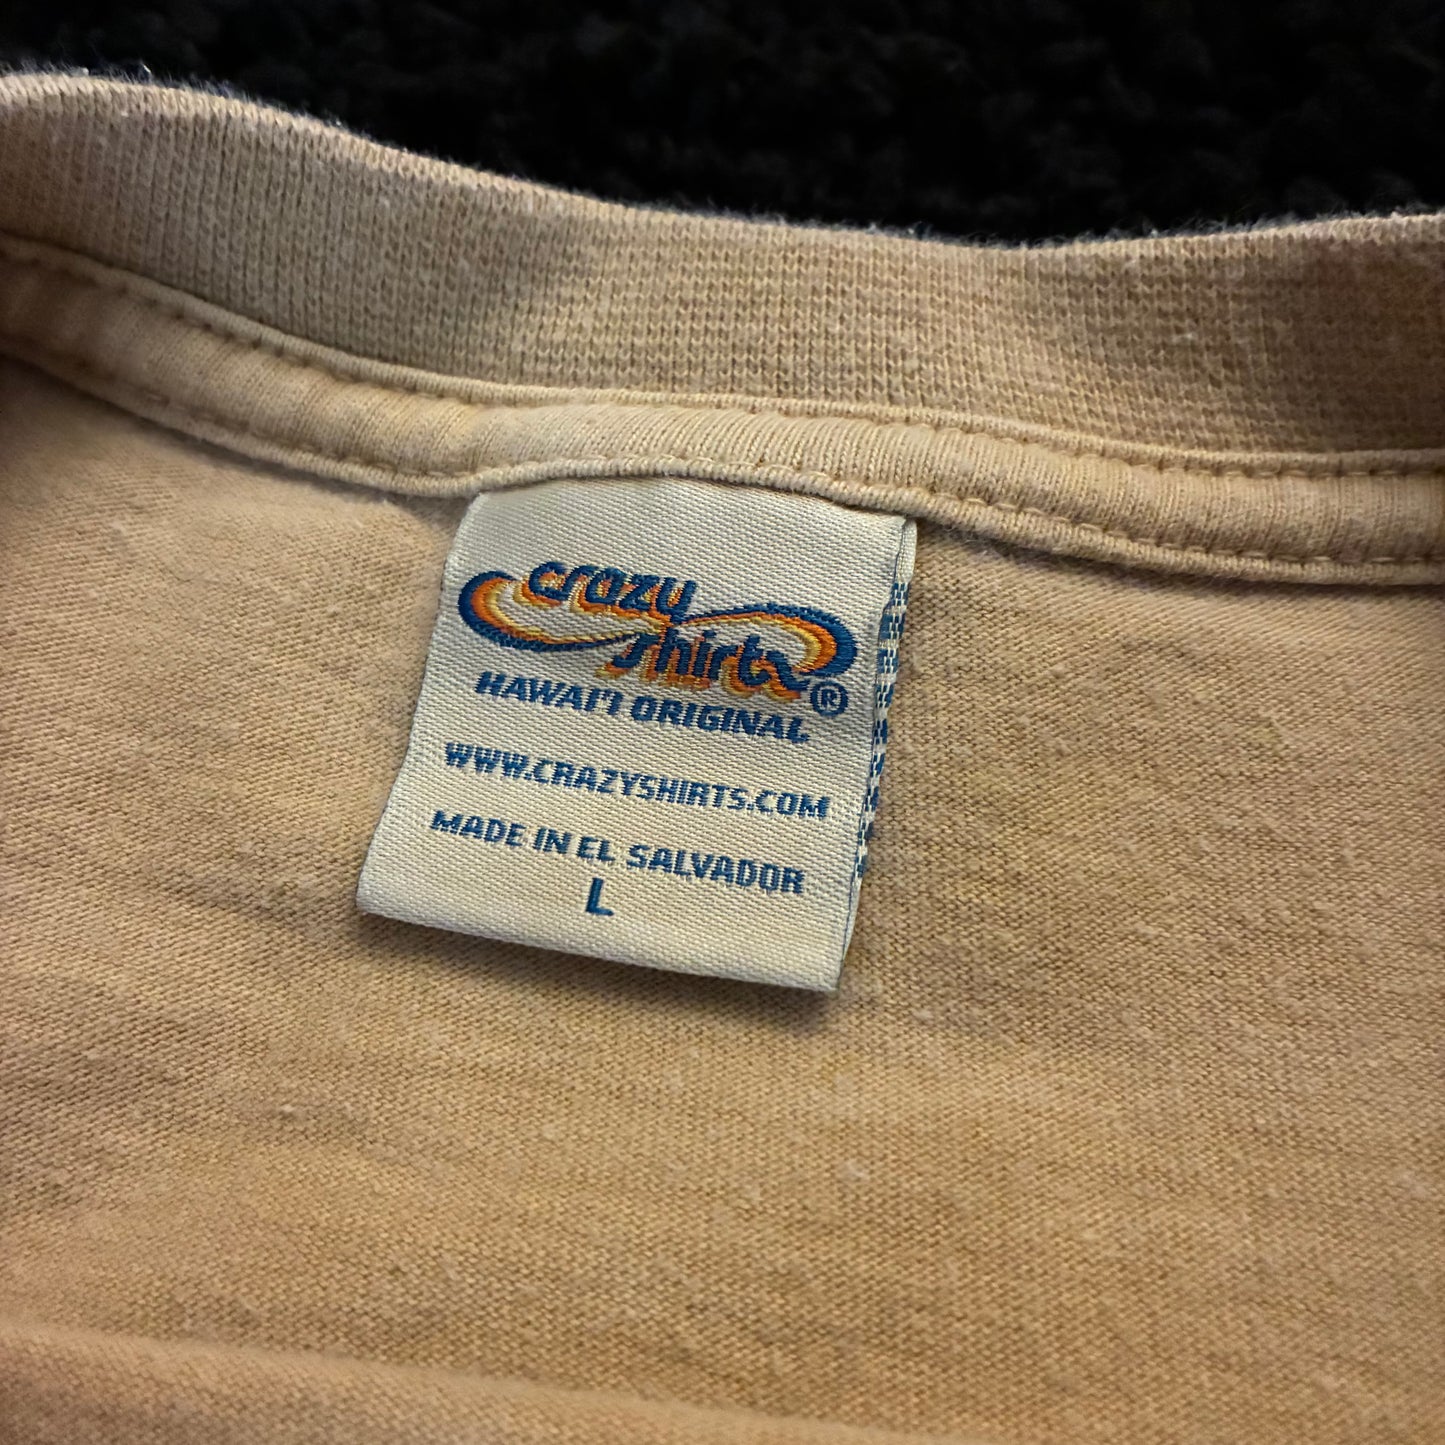 crazy
shirts®
HAWAI'I ORIGINAL
WWW.CRAZYSHIRTS.COM
MADE IN EL SALVADOR
L